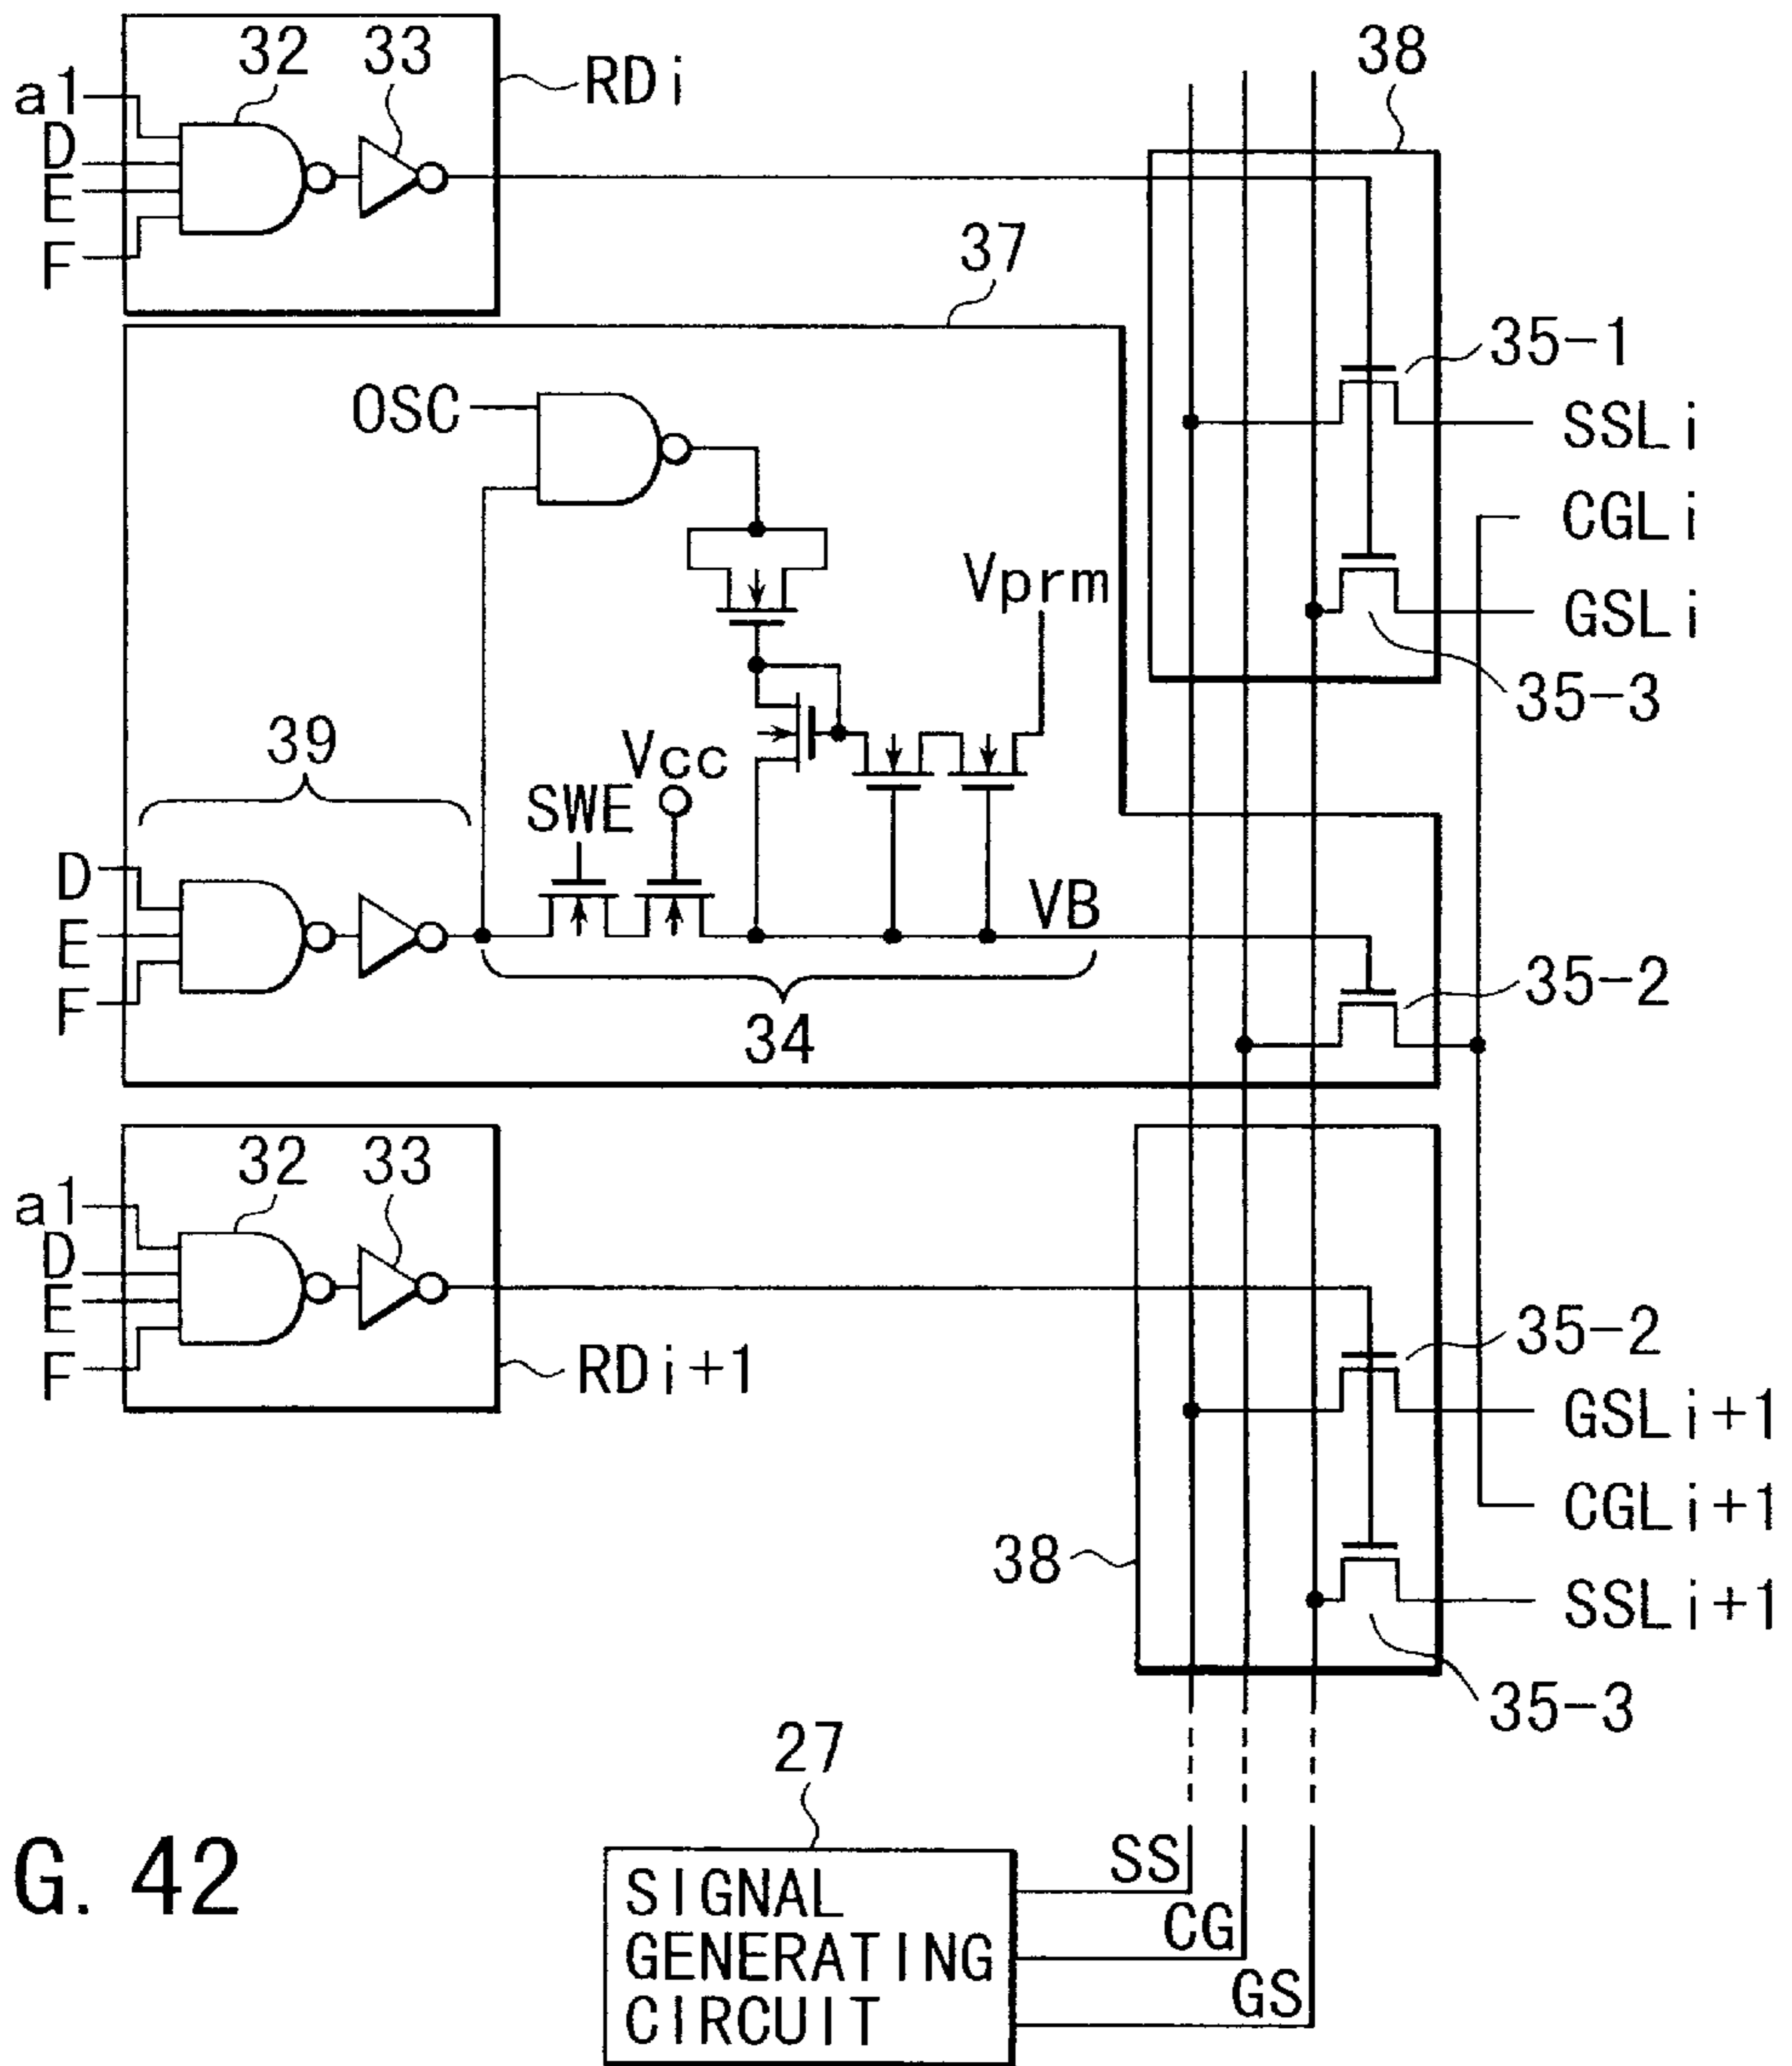 32
33
RDi
38
a1
D
E
F
37
35-1
OSC
SSLi
CGLi
Vprm
GSLi
35-3
39
Vcc
SWE
D
VB
E
35-2
F
34
32
33
a1
D
E
35-2
F
RDi+1
GSLi+1
CGLi+1
38
SSLi+1
35-3
27
G. 42
SS
SIGNAL
CG
GENERATING
GS
CIRCUIT